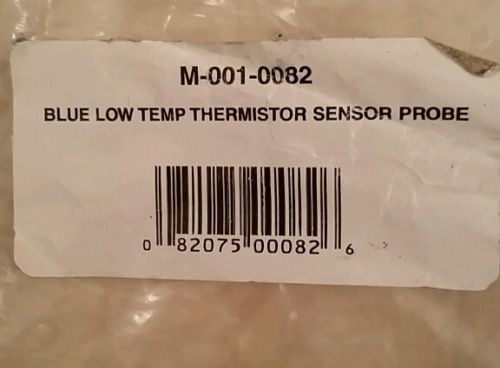 M-001-0082
BLUE LOW TEMP THERMISTOR SENSOR PROBE
0 82075 00082 6